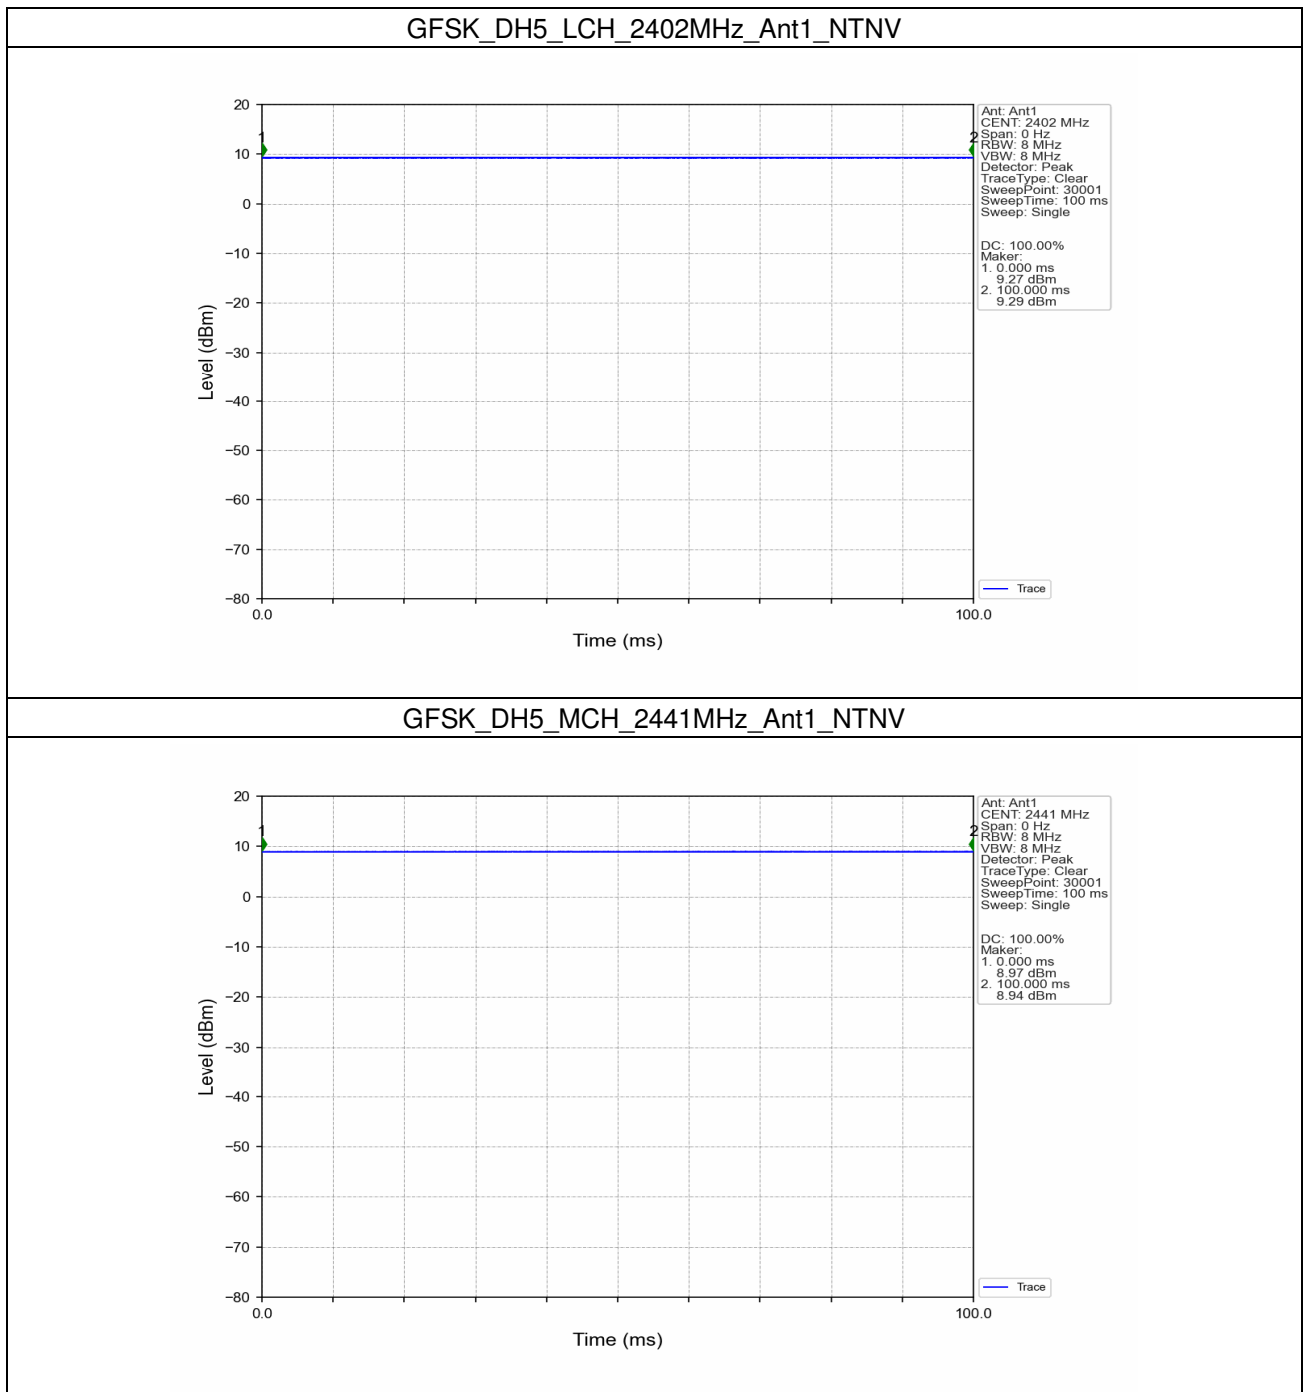 GFSK_DH5_LCH_2402MHz_Ant1_NTNV
20
10
0
−10
−20
−30
−40
−50
−60
−70
−80
Level (dBm)
1
2
0.0
100.0
Time (ms)
Ant: Ant1
CENT: 2402 MHz
Span: 0 Hz
RBW: 8 MHz
VBW: 8 MHz
Detector: Peak
TraceType: Clear
SweepPoint: 30001
SweepTime: 100 ms
Sweep: Single
DC: 100.00%
Maker:
1. 0.000 ms
9.27 dBm
2. 100.000 ms
9.29 dBm
Trace
GFSK_DH5_MCH_2441MHz_Ant1_NTNV
20
10
0
−10
−20
−30
−40
−50
−60
−70
−80
Level (dBm)
1
2
0.0
100.0
Time (ms)
Ant: Ant1
CENT: 2441 MHz
Span: 0 Hz
RBW: 8 MHz
VBW: 8 MHz
Detector: Peak
TraceType: Clear
SweepPoint: 30001
SweepTime: 100 ms
Sweep: Single
DC: 100.00%
Maker:
1. 0.000 ms
8.97 dBm
2. 100.000 ms
8.94 dBm
Trace